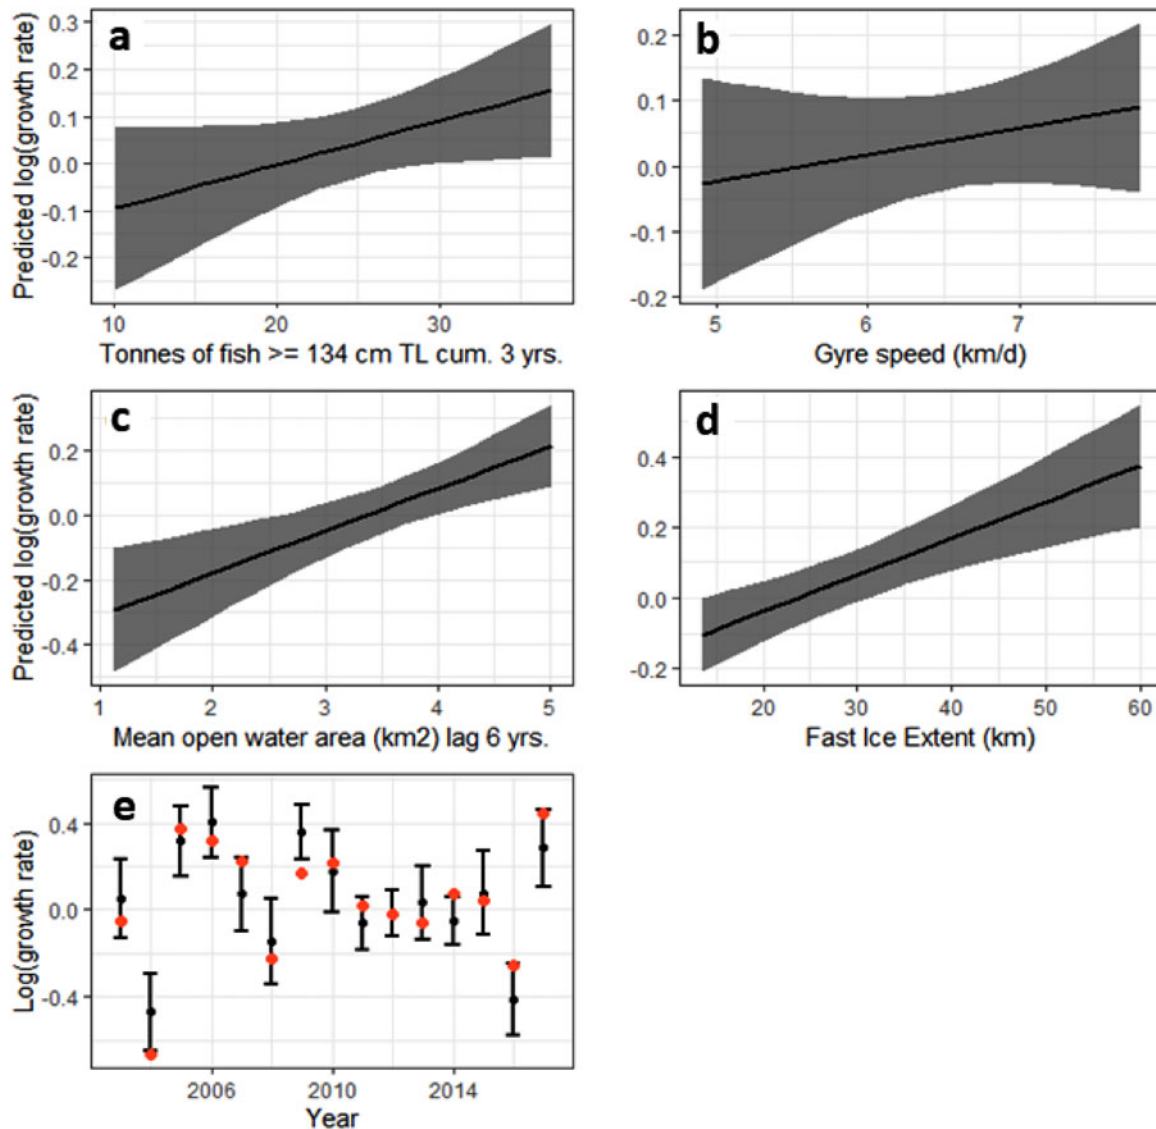 a
Predicted log(growth rate)
0.3
0.2
0.1
0.0
-0.1
-0.2
10 20 30
Tonnes of fish >= 134 cm TL cum. 3 yrs.
b
0.2
0.1
0.0
-0.1
-0.2
5 6 7
Gyre speed (km/d)
c
Predicted log(growth rate)
0.2
0.0
-0.2
-0.4
1 2 3 4 5
Mean open water area (km2) lag 6 yrs.
d
0.4
0.2
0.0
-0.2
20 30 40 50 60
Fast Ice Extent (km)
e
Log(growth rate)
0.4
0.0
-0.4
2006 2010 2014
Year